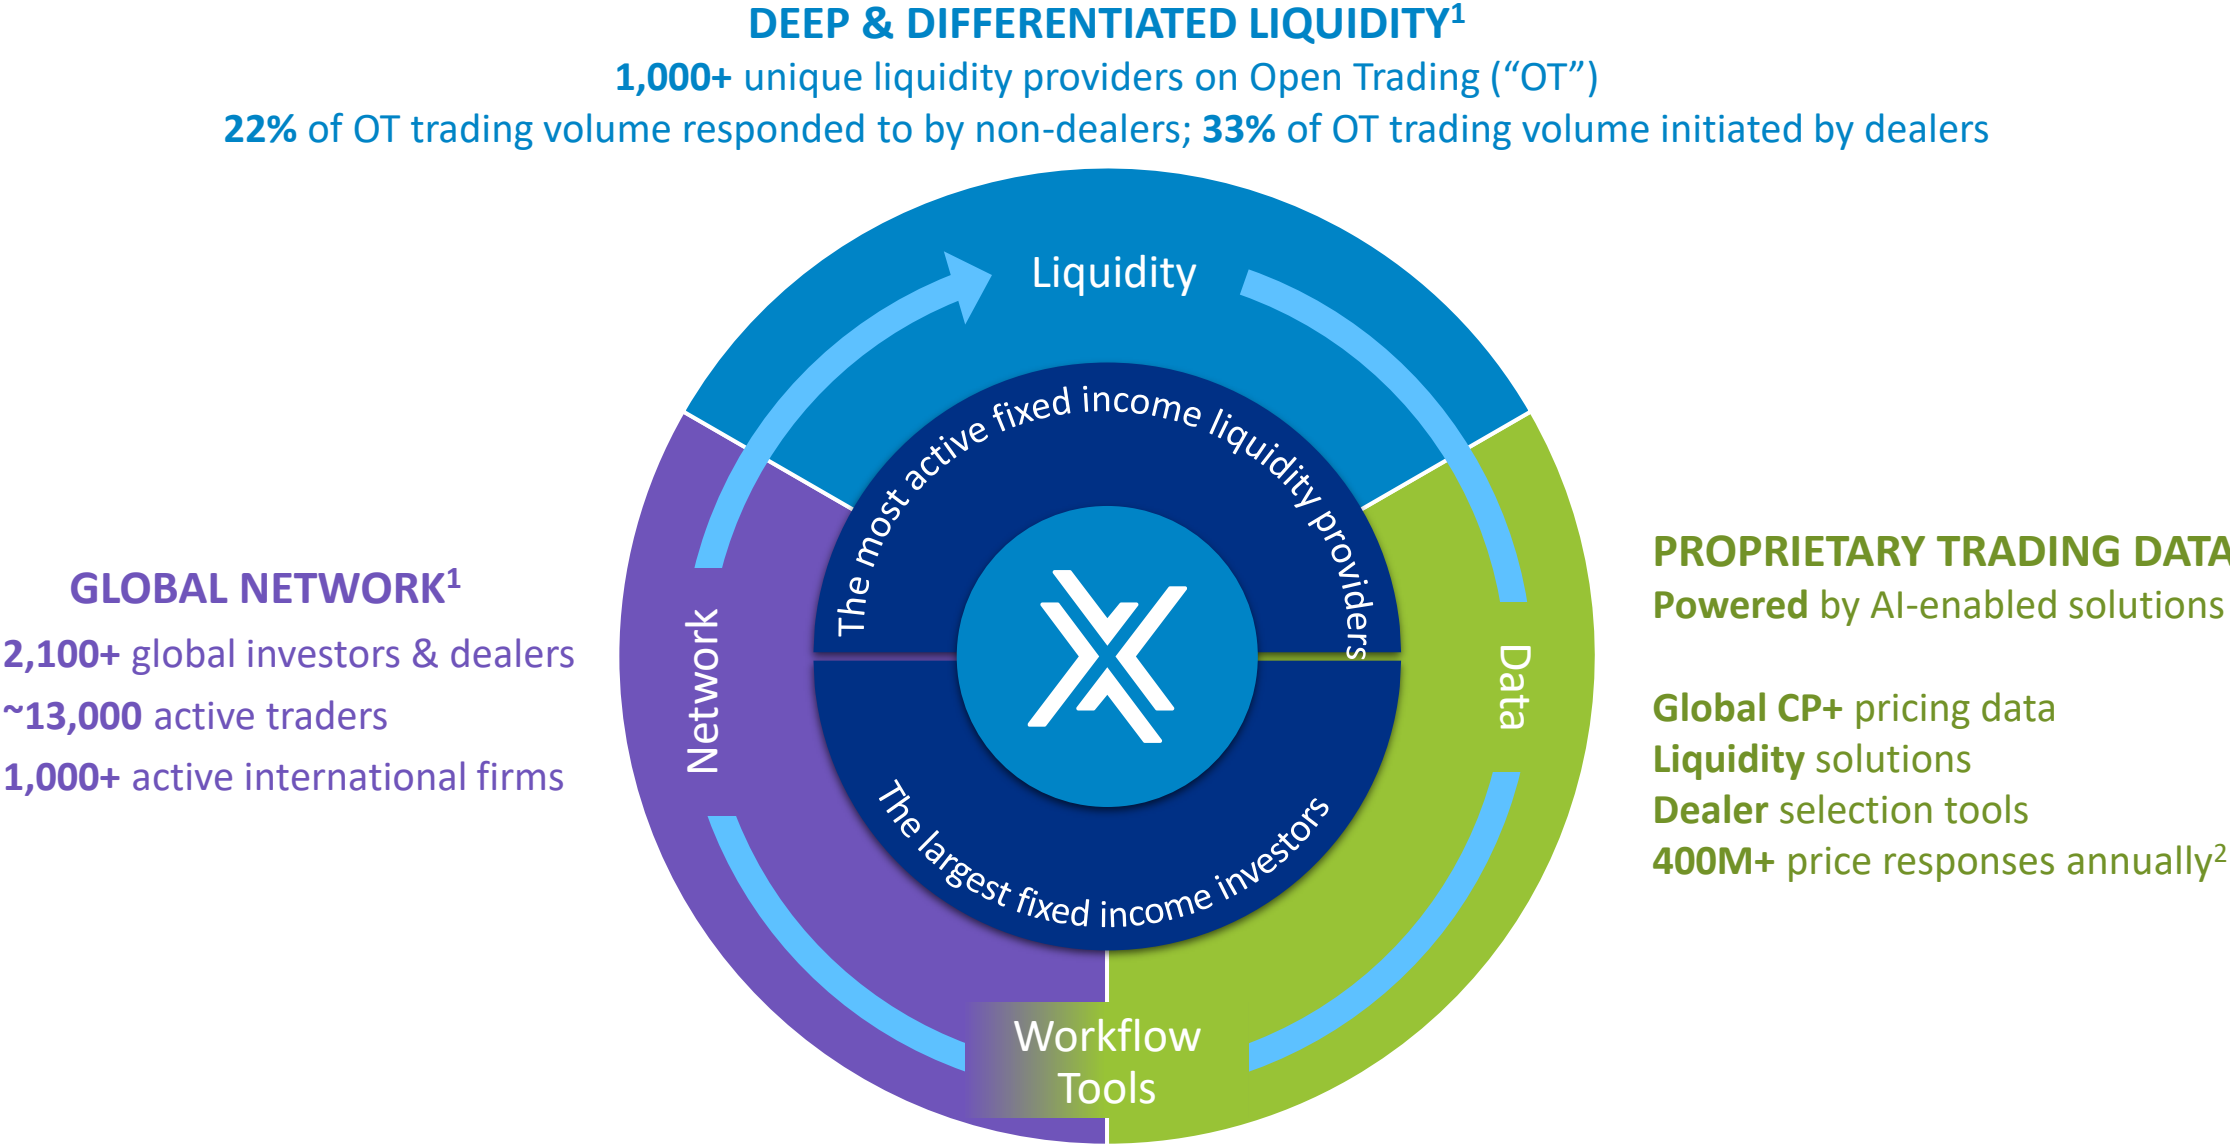 DEEP & DIFFERENTIATED LIQUIDITY¹
1,000+ unique liquidity providers on Open Trading (“OT”)
22% of OT trading volume responded to by non-dealers; 33% of OT trading volume initiated by dealers
Liquidity
The most active fixed income liquidity providers
GLOBAL NETWORK¹
2,100+ global investors & dealers
~13,000 active traders
1,000+ active international firms
Network
Data
PROPRIETARY TRADING DATA
Powered by AI-enabled solutions
Global CP+ pricing data
Liquidity solutions
Dealer selection tools
400M+ price responses annually²
The largest fixed income investors
Workflow
Tools